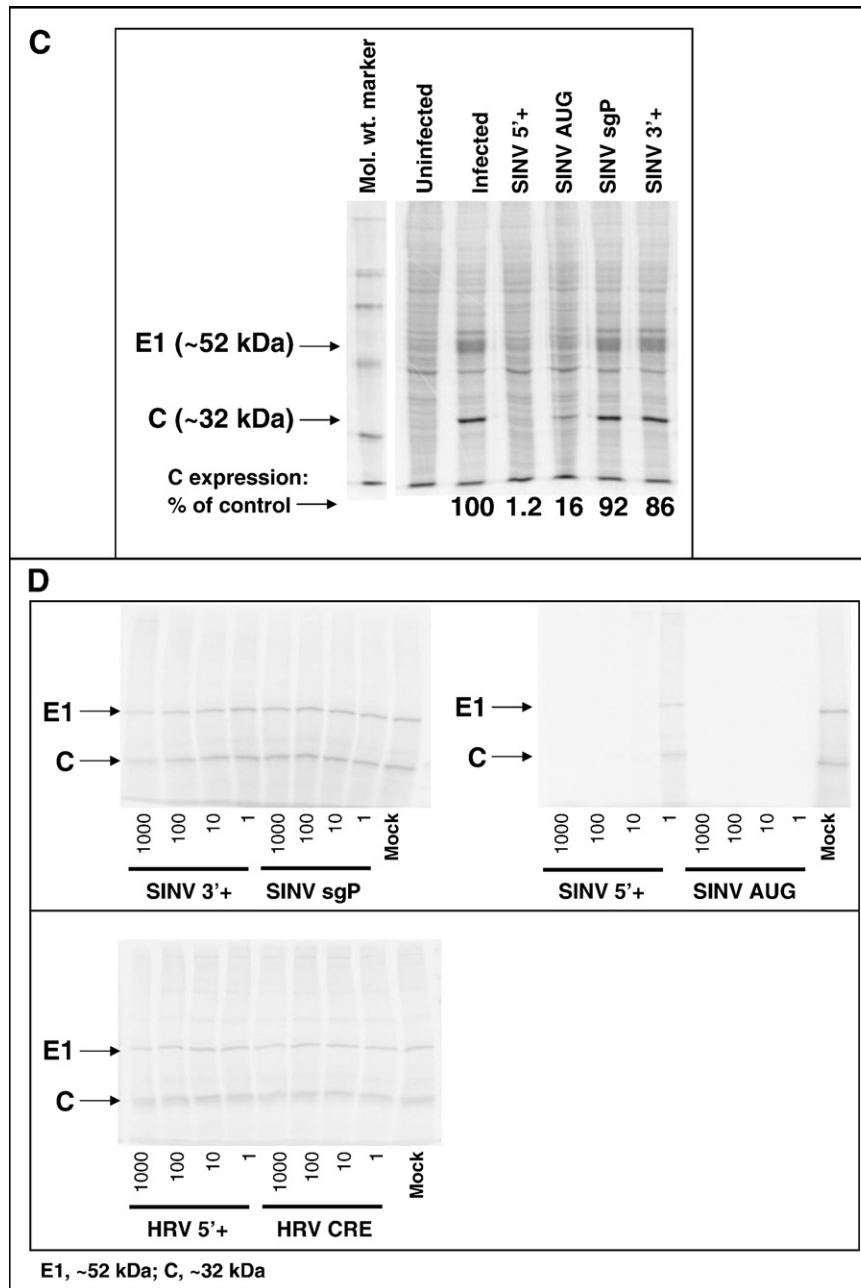 C
Mol. wt. marker
Uninfected
Infected
SINV 5'+
SINV AUG
SINV sgP
SINV 3'+
E1 (~52 kDa)
C (~32 kDa)
C expression:
% of control
100 1.2 16 92 86
D
E1
C
1000 100 10 1 1000 100 10 1 Mock
SINV 3'+ SINV sgP
E1
C
1000 100 10 1 1000 100 10 1 Mock
SINV 5'+ SINV AUG
E1
C
1000 100 10 1 1000 100 10 1 Mock
HRV 5'+ HRV CRE
E1, ~52 kDa; C, ~32 kDa